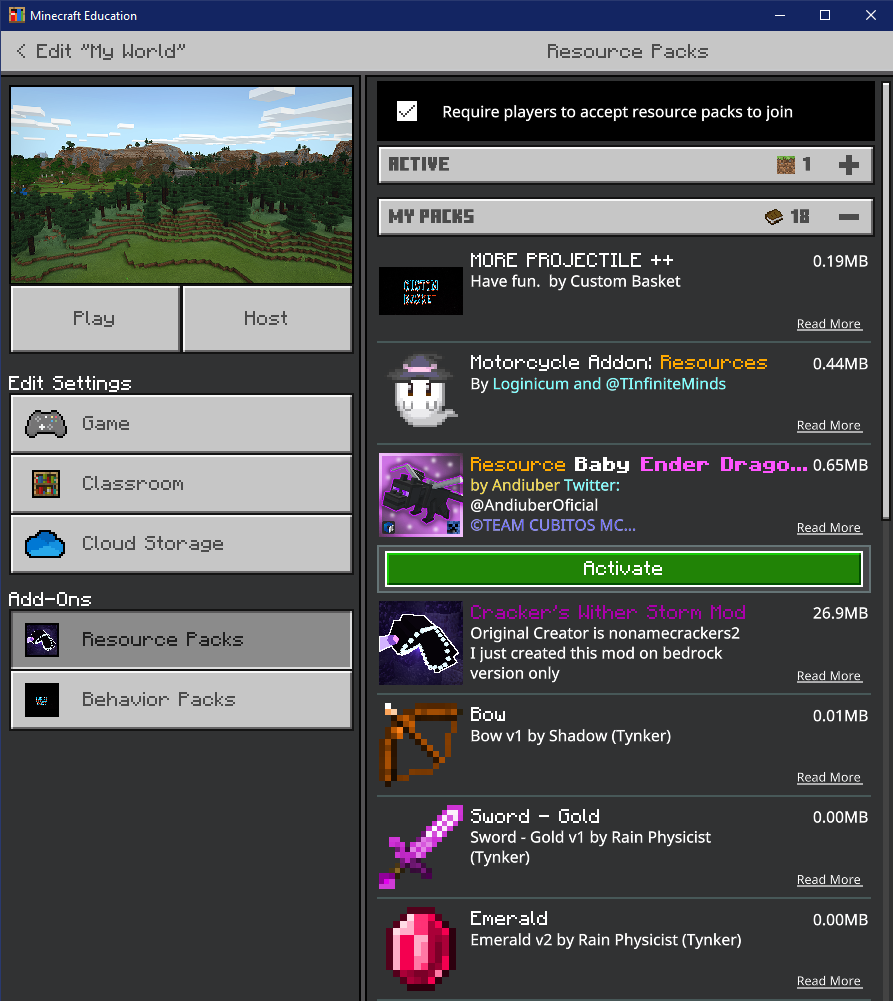 Minecraft Education
< Edit "My World"
Resource Packs
Play
Host
Edit Settings
Game
Classroom
Cloud Storage
Add-Ons
Resource Packs
Behavior Packs
Require players to accept resource packs to join
ACTIVE 1
MY PACKS 18
MORE PROJECTILE ++ 0.19MB
Have fun. by Custom Basket
CUSTOM
BASKET
Read More
Motorcycle Addon: Resources 0.44MB
By Loginicum and @TInfiniteMinds
Read More
Resource Baby Ender Drago... 0.65MB
by Andiuber Twitter:
@AndiuberOficial
©TEAM CUBITOS MC...
Read More
Activate
Cracker's Wither Storm Mod 26.9MB
Original Creator is nonamecrackers2
I just created this mod on bedrock
version only
Read More
Bow 0.01MB
Bow v1 by Shadow (Tynker)
Read More
Sword - Gold 0.00MB
Sword - Gold v1 by Rain Physicist
(Tynker)
Read More
Emerald 0.00MB
Emerald v2 by Rain Physicist (Tynker)
Read More